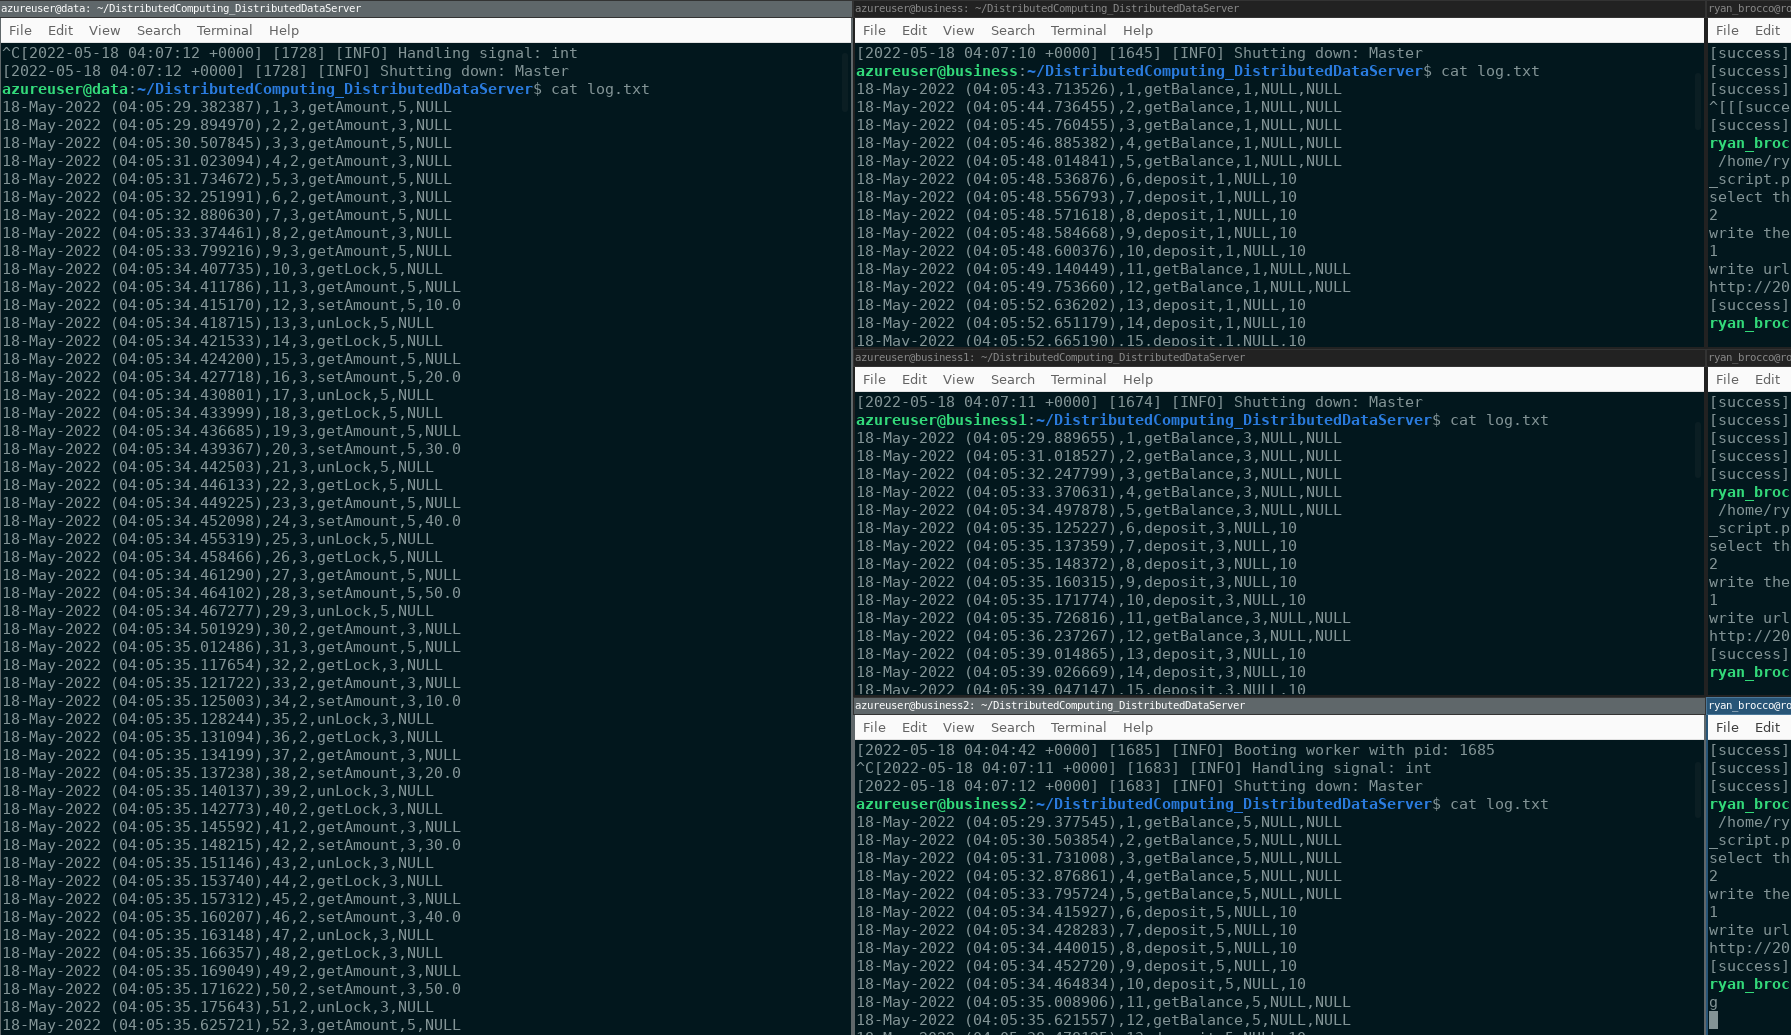 azureuser@data: ~/DistributedComputing_DistributedDataServer
File Edit View Search Terminal Help
^C[2022-05-18 04:07:12 +0000] [1728] [INFO] Handling signal: int
[2022-05-18 04:07:12 +0000] [1728] [INFO] Shutting down: Master
azureuser@data:~/DistributedComputing_DistributedDataServer$ cat log.txt
18-May-2022 (04:05:29.382387),1,3,getAmount,5,NULL
18-May-2022 (04:05:29.894970),2,2,getAmount,3,NULL
18-May-2022 (04:05:30.507845),3,3,getAmount,5,NULL
18-May-2022 (04:05:31.023094),4,2,getAmount,3,NULL
18-May-2022 (04:05:31.734672),5,3,getAmount,5,NULL
18-May-2022 (04:05:32.251991),6,2,getAmount,3,NULL
18-May-2022 (04:05:32.880630),7,3,getAmount,5,NULL
18-May-2022 (04:05:33.374461),8,2,getAmount,3,NULL
18-May-2022 (04:05:33.799216),9,3,getAmount,5,NULL
18-May-2022 (04:05:34.407735),10,3,getLock,5,NULL
18-May-2022 (04:05:34.411786),11,3,getAmount,5,NULL
18-May-2022 (04:05:34.415170),12,3,setAmount,5,10.0
18-May-2022 (04:05:34.418715),13,3,unLock,5,NULL
18-May-2022 (04:05:34.421533),14,3,getLock,5,NULL
18-May-2022 (04:05:34.424200),15,3,getAmount,5,NULL
18-May-2022 (04:05:34.427718),16,3,setAmount,5,20.0
18-May-2022 (04:05:34.430801),17,3,unLock,5,NULL
18-May-2022 (04:05:34.433999),18,3,getLock,5,NULL
18-May-2022 (04:05:34.436685),19,3,getAmount,5,NULL
18-May-2022 (04:05:34.439367),20,3,setAmount,5,30.0
18-May-2022 (04:05:34.442503),21,3,unLock,5,NULL
18-May-2022 (04:05:34.446133),22,3,getLock,5,NULL
18-May-2022 (04:05:34.449225),23,3,getAmount,5,NULL
18-May-2022 (04:05:34.452098),24,3,setAmount,5,40.0
18-May-2022 (04:05:34.455319),25,3,unLock,5,NULL
18-May-2022 (04:05:34.458466),26,3,getLock,5,NULL
18-May-2022 (04:05:34.461290),27,3,getAmount,5,NULL
18-May-2022 (04:05:34.464102),28,3,setAmount,5,50.0
18-May-2022 (04:05:34.467277),29,3,unLock,5,NULL
18-May-2022 (04:05:34.501929),30,2,getAmount,3,NULL
18-May-2022 (04:05:35.012486),31,3,getAmount,5,NULL
18-May-2022 (04:05:35.117654),32,2,getLock,3,NULL
18-May-2022 (04:05:35.121722),33,2,getAmount,3,NULL
18-May-2022 (04:05:35.125003),34,2,setAmount,3,10.0
18-May-2022 (04:05:35.128244),35,2,unLock,3,NULL
18-May-2022 (04:05:35.131094),36,2,getLock,3,NULL
18-May-2022 (04:05:35.134199),37,2,getAmount,3,NULL
18-May-2022 (04:05:35.137238),38,2,setAmount,3,20.0
18-May-2022 (04:05:35.140137),39,2,unLock,3,NULL
18-May-2022 (04:05:35.142773),40,2,getLock,3,NULL
18-May-2022 (04:05:35.145592),41,2,getAmount,3,NULL
18-May-2022 (04:05:35.148215),42,2,setAmount,3,30.0
18-May-2022 (04:05:35.151146),43,2,unLock,3,NULL
18-May-2022 (04:05:35.153740),44,2,getLock,3,NULL
18-May-2022 (04:05:35.157312),45,2,getAmount,3,NULL
18-May-2022 (04:05:35.160207),46,2,setAmount,3,40.0
18-May-2022 (04:05:35.163148),47,2,unLock,3,NULL
18-May-2022 (04:05:35.166357),48,2,getLock,3,NULL
18-May-2022 (04:05:35.169049),49,2,getAmount,3,NULL
18-May-2022 (04:05:35.171622),50,2,setAmount,3,50.0
18-May-2022 (04:05:35.175643),51,2,unLock,3,NULL
18-May-2022 (04:05:35.625721),52,3,getAmount,5,NULL
azureuser@business: ~/DistributedComputing_DistributedDataServer
File Edit View Search Terminal Help
[2022-05-18 04:07:10 +0000] [1645] [INFO] Shutting down: Master
azureuser@business:~/DistributedComputing_DistributedDataServer$ cat log.txt
18-May-2022 (04:05:43.713526),1,getBalance,1,NULL,NULL
18-May-2022 (04:05:44.736455),2,getBalance,1,NULL,NULL
18-May-2022 (04:05:45.760455),3,getBalance,1,NULL,NULL
18-May-2022 (04:05:46.885382),4,getBalance,1,NULL,NULL
18-May-2022 (04:05:48.014841),5,getBalance,1,NULL,NULL
18-May-2022 (04:05:48.536876),6,deposit,1,NULL,10
18-May-2022 (04:05:48.556793),7,deposit,1,NULL,10
18-May-2022 (04:05:48.571618),8,deposit,1,NULL,10
18-May-2022 (04:05:48.584668),9,deposit,1,NULL,10
18-May-2022 (04:05:48.600376),10,deposit,1,NULL,10
18-May-2022 (04:05:49.140449),11,getBalance,1,NULL,NULL
18-May-2022 (04:05:49.753660),12,getBalance,1,NULL,NULL
18-May-2022 (04:05:52.636202),13,deposit,1,NULL,10
18-May-2022 (04:05:52.651179),14,deposit,1,NULL,10
18-May-2022 (04:05:52.665190),15,deposit,1,NULL,10
azureuser@business1: ~/DistributedComputing_DistributedDataServer
File Edit View Search Terminal Help
[2022-05-18 04:07:11 +0000] [1674] [INFO] Shutting down: Master
azureuser@business1:~/DistributedComputing_DistributedDataServer$ cat log.txt
18-May-2022 (04:05:29.889655),1,getBalance,3,NULL,NULL
18-May-2022 (04:05:31.018527),2,getBalance,3,NULL,NULL
18-May-2022 (04:05:32.247799),3,getBalance,3,NULL,NULL
18-May-2022 (04:05:33.370631),4,getBalance,3,NULL,NULL
18-May-2022 (04:05:34.497878),5,getBalance,3,NULL,NULL
18-May-2022 (04:05:35.125227),6,deposit,3,NULL,10
18-May-2022 (04:05:35.137359),7,deposit,3,NULL,10
18-May-2022 (04:05:35.148372),8,deposit,3,NULL,10
18-May-2022 (04:05:35.160315),9,deposit,3,NULL,10
18-May-2022 (04:05:35.171774),10,deposit,3,NULL,10
18-May-2022 (04:05:35.726816),11,getBalance,3,NULL,NULL
18-May-2022 (04:05:36.237267),12,getBalance,3,NULL,NULL
18-May-2022 (04:05:39.014865),13,deposit,3,NULL,10
18-May-2022 (04:05:39.026669),14,deposit,3,NULL,10
18-May-2022 (04:05:39.047147),15,deposit,3,NULL,10
azureuser@business2: ~/DistributedComputing_DistributedDataServer
File Edit View Search Terminal Help
[2022-05-18 04:04:42 +0000] [1685] [INFO] Booting worker with pid: 1685
^C[2022-05-18 04:07:11 +0000] [1683] [INFO] Handling signal: int
[2022-05-18 04:07:12 +0000] [1683] [INFO] Shutting down: Master
azureuser@business2:~/DistributedComputing_DistributedDataServer$ cat log.txt
18-May-2022 (04:05:29.377545),1,getBalance,5,NULL,NULL
18-May-2022 (04:05:30.503854),2,getBalance,5,NULL,NULL
18-May-2022 (04:05:31.731008),3,getBalance,5,NULL,NULL
18-May-2022 (04:05:32.876861),4,getBalance,5,NULL,NULL
18-May-2022 (04:05:33.795724),5,getBalance,5,NULL,NULL
18-May-2022 (04:05:34.415927),6,deposit,5,NULL,10
18-May-2022 (04:05:34.428283),7,deposit,5,NULL,10
18-May-2022 (04:05:34.440015),8,deposit,5,NULL,10
18-May-2022 (04:05:34.452720),9,deposit,5,NULL,10
18-May-2022 (04:05:34.464834),10,deposit,5,NULL,10
18-May-2022 (04:05:35.008906),11,getBalance,5,NULL,NULL
18-May-2022 (04:05:35.621557),12,getBalance,5,NULL,NULL
ryan_brocco@ro
File Edit
[success]
[success]
[success]
^[[[succe
[success]
ryan_broc
/home/ry
_script.p
select th
2
write the
1
write url
http://20
[success]
ryan_broc
ryan_brocco@ro
File Edit
[success]
[success]
[success]
[success]
[success]
ryan_broc
/home/ry
_script.p
select th
2
write the
1
write url
http://20
[success]
ryan_broc
ryan_brocco@ro
File Edit
[success]
[success]
[success]
ryan_broc
/home/ry
_script.p
select th
2
write the
1
write url
http://20
[success]
ryan_broc
g